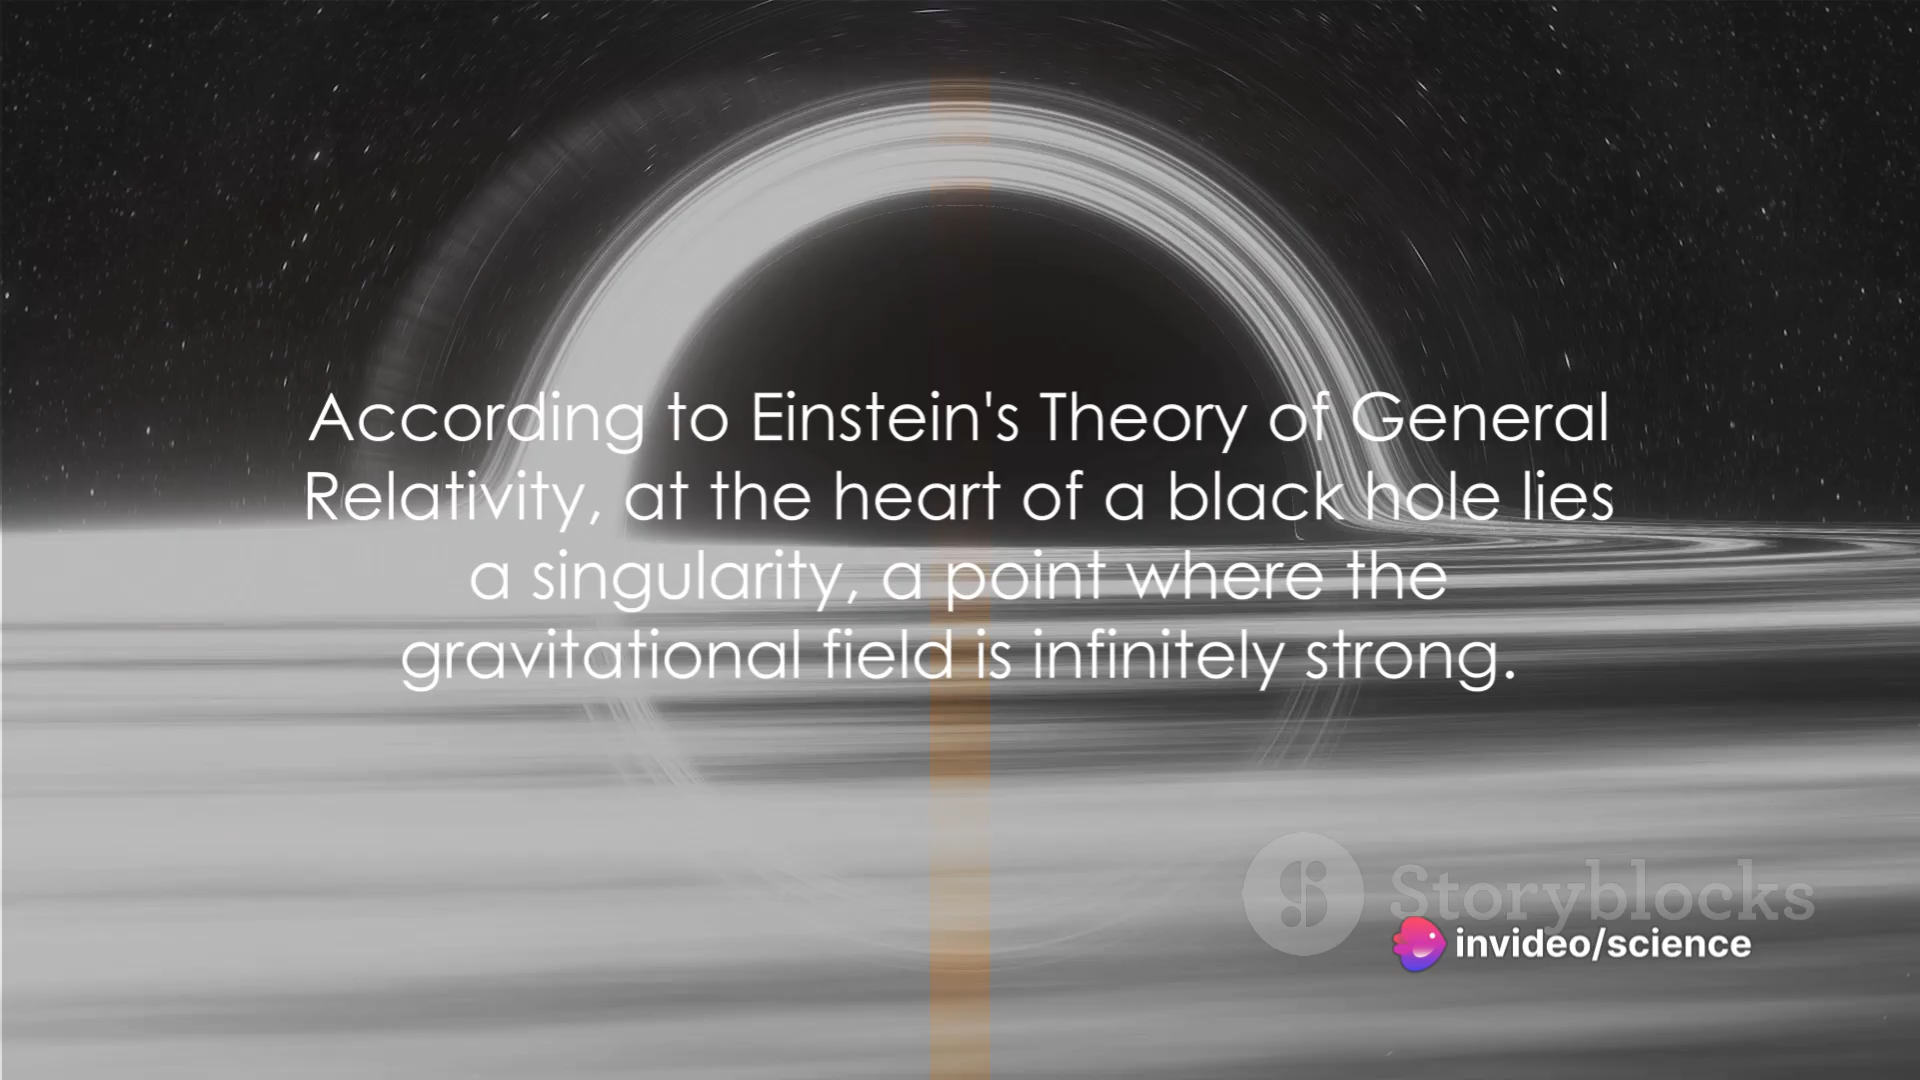 According to Einstein's Theory of General
Relativity, at the heart of a black hole lies
a singularity, a point where the
gravitational field is infinitely strong.
Storyblocks
invideo/science